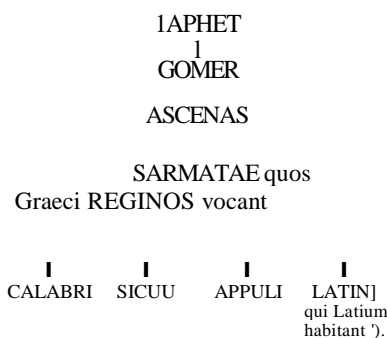 1APHET
l
GOMER
ASCENAS
SARMATAE quos
Graeci REGINOS vocant
CALABRI SICUU APPULI LATIN]
qui Latium
habitant ').